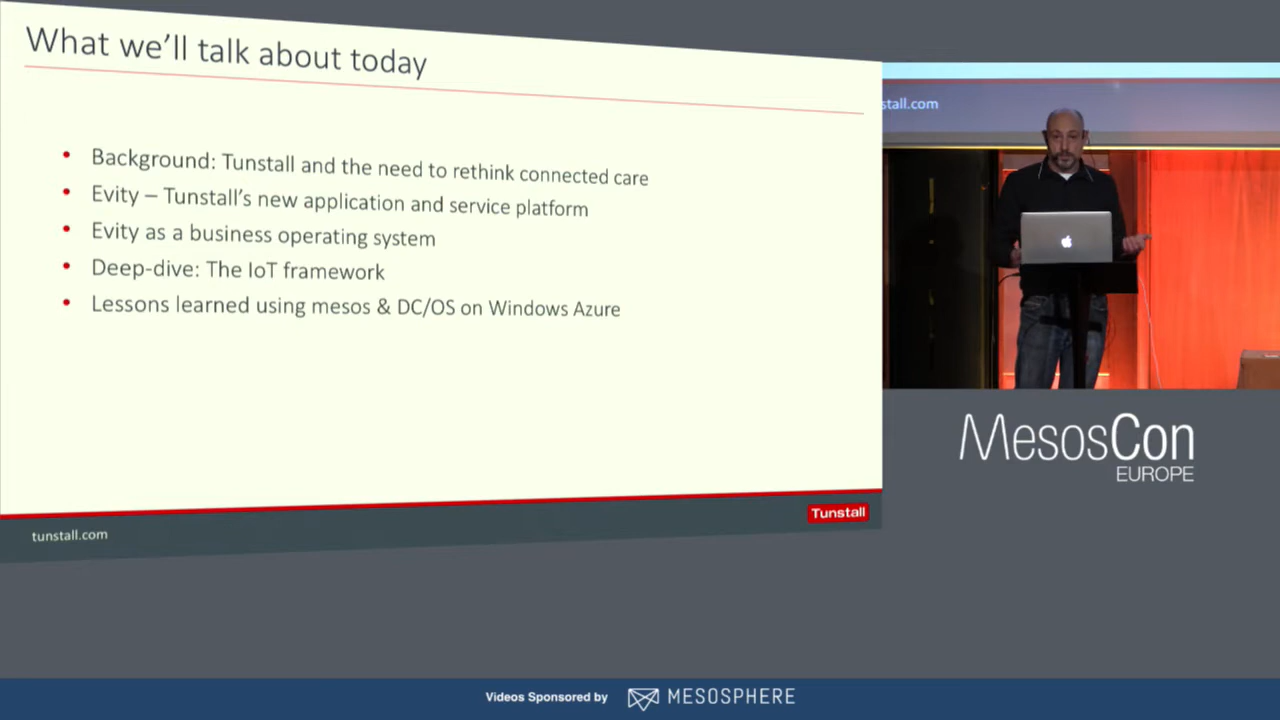 What we'll talk about today
• Background: Tunstall and the need to rethink connected care
• Evity – Tunstall's new application and service platform
• Evity as a business operating system
• Deep-dive: The IoT framework
• Lessons learned using mesos & DC/OS on Windows Azure
tunstall.com
Tunstall
stall.com
MesosCon
EUROPE
Videos Sponsored by
MESOSPHERE